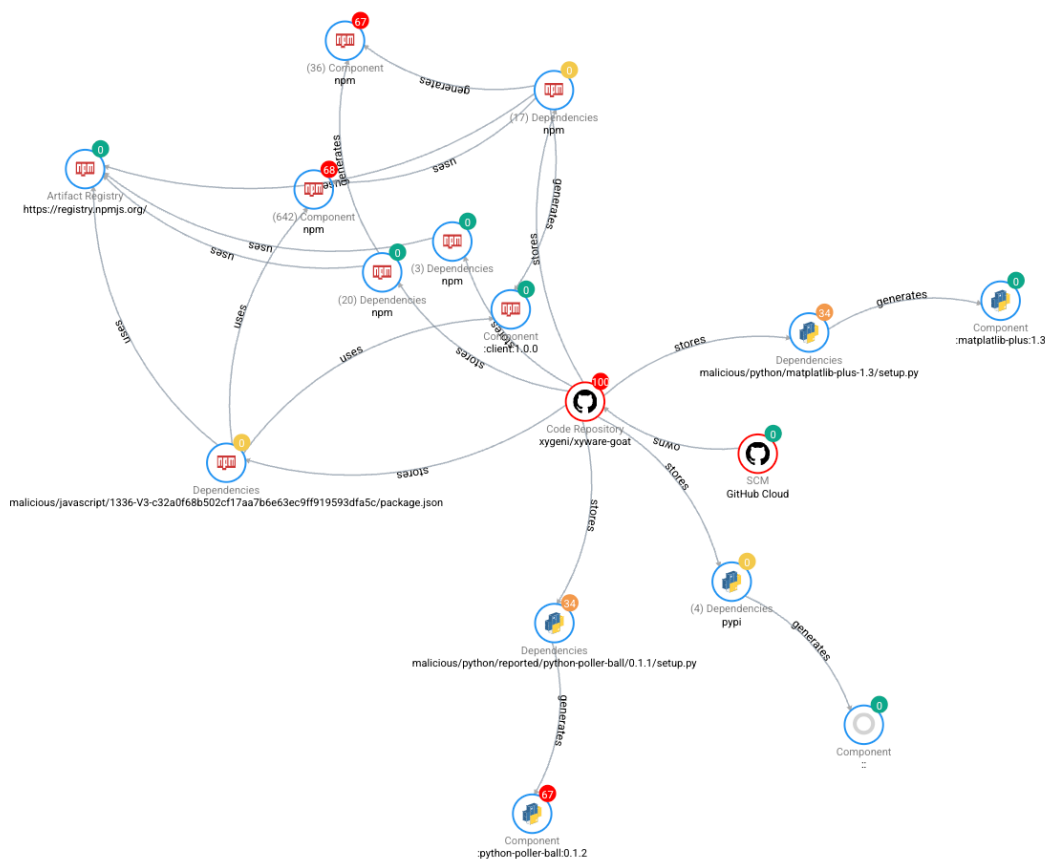 67
(36) Component
npm
generates
0
(17) Dependencies
npm
uses
uses
generates
0
Artifact Registry
https://registry.npmjs.org/
68
(642) Component
npm
generates
stores
uses
uses
0
(3) Dependencies
npm
0
(20) Dependencies
npm
0
Component
:client:1.0.0
stores
stores
uses
uses
uses
34
Dependencies
malicious/python/matplatlib-plus-1.3/setup.py
generates
0
Component
:matplatlib-plus:1.3
stores
100
Code Repository
xygeni/xyware-goat
owns
0
SCM
GitHub Cloud
0
Dependencies
malicious/javascript/1336-V3-c32a0f68b502cf17aa7b6e63ec9ff919593dfa5c/package.json
stores
stores
stores
0
(4) Dependencies
pypi
generates
34
Dependencies
malicious/python/reported/python-poller-ball/0.1.1/setup.py
generates
0
Component
::
67
Component
:python-poller-ball:0.1.2